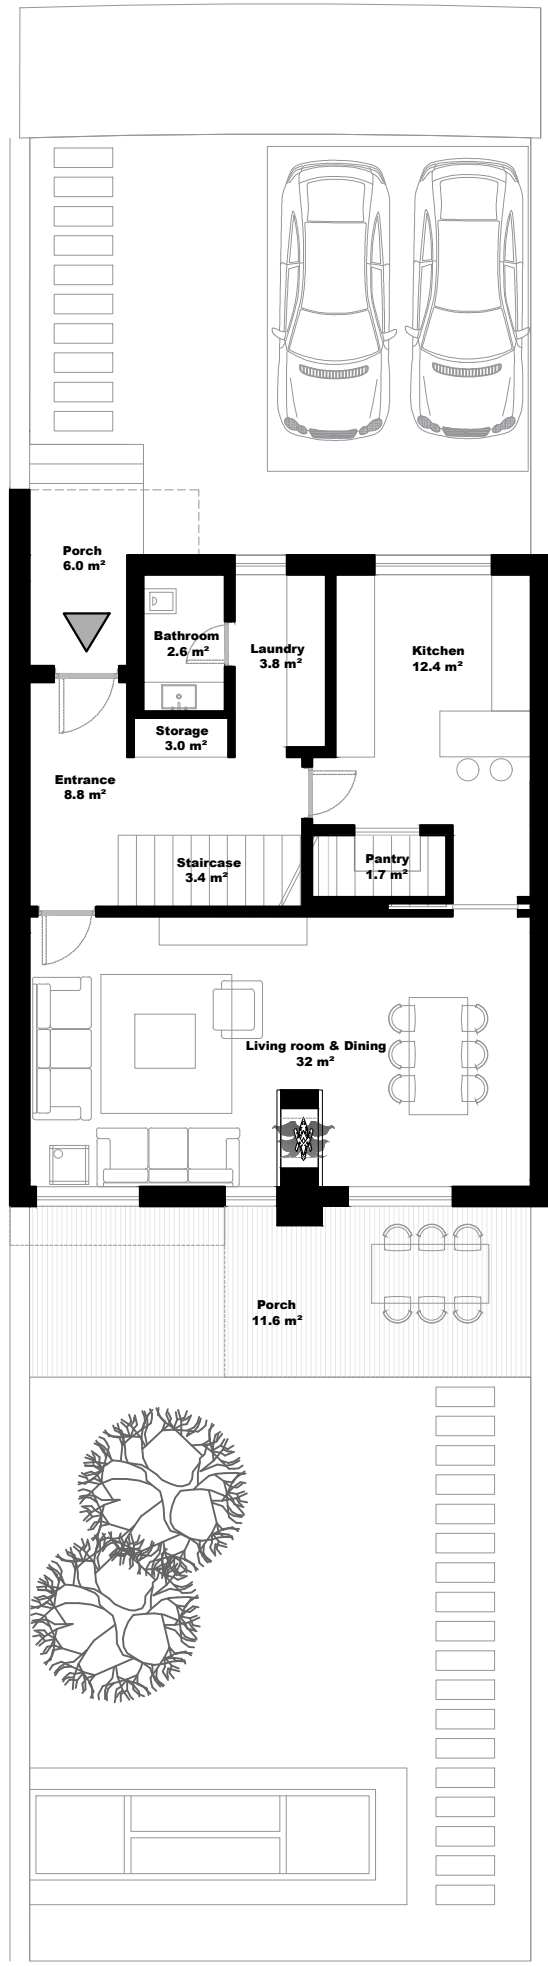 Porch
6.0 m²
Bathroom
2.6 m²
Laundry
3.8 m²
Kitchen
12.4 m²
Storage
3.0 m²
Entrance
8.8 m²
Staircase
3.4 m²
Pantry
1.7 m²
Living room & Dining
32 m²
Porch
11.6 m²